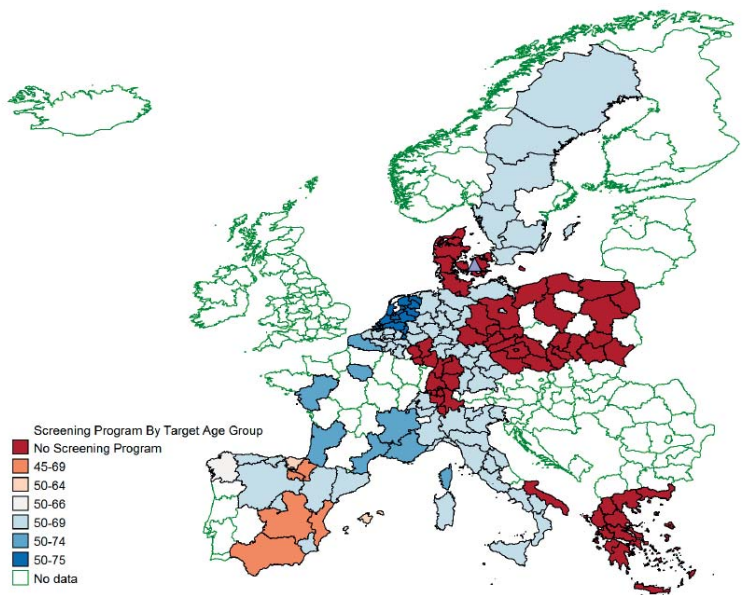 Screening Program By Target Age Group
No Screening Program
45-69
50-64
50-66
50-69
50-74
50-75
No data